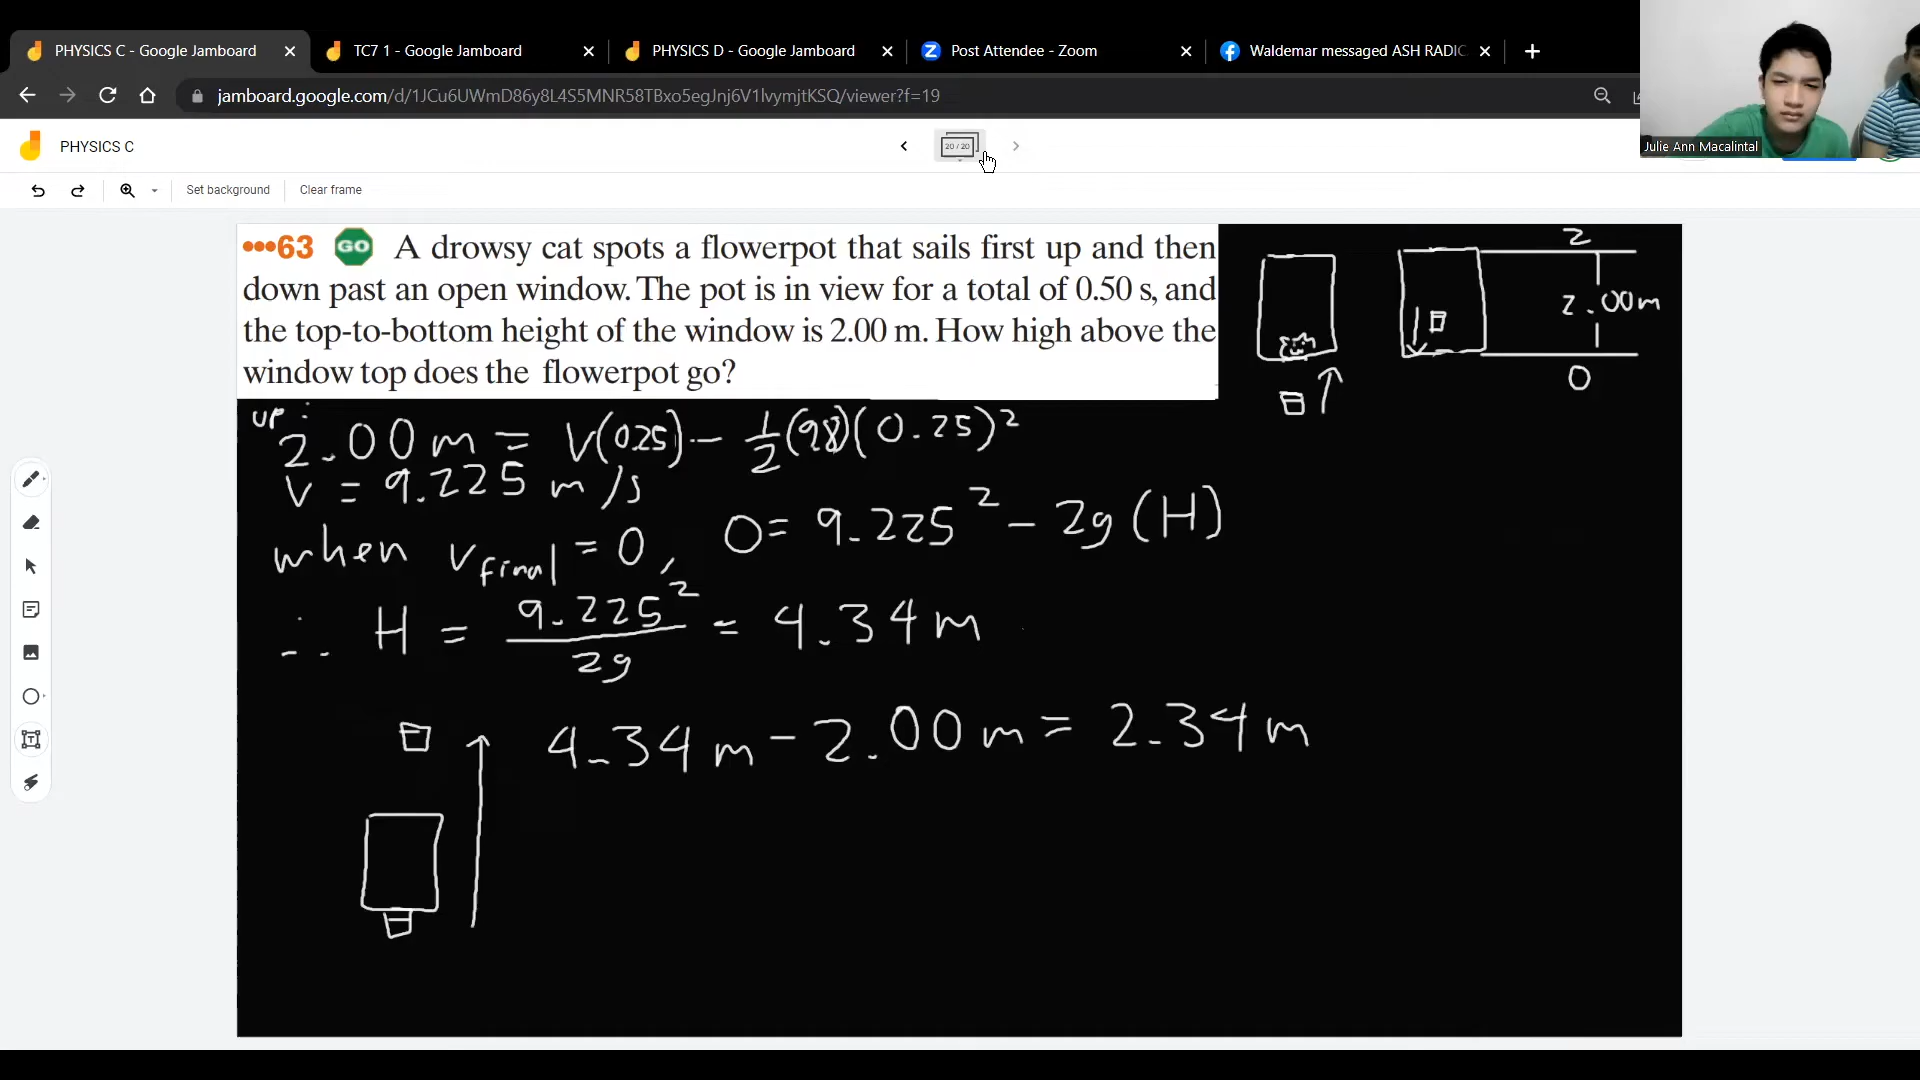 PHYSICS C - Google Jamboard
TC7 1 - Google Jamboard
PHYSICS D - Google Jamboard
Post Attendee - Zoom
Waldemar messaged ASH RADIC
jamboard.google.com/d/1JCu6UWmD86y8L4S5MNR58TBxo5egJnj6V1lvymjtKSQ/viewer?f=19
Julie Ann Macalintal
PHYSICS C
20 / 20
Set background
Clear frame
•••63 GO A drowsy cat spots a flowerpot that sails first up and then
down past an open window. The pot is in view for a total of 0.50 s, and
the top-to-bottom height of the window is 2.00 m. How high above the
window top does the flowerpot go?
2
2.00m
0
up:
2.00 m = V(0.25) - 1/2 (9.8)(0.25)²
v = 9.225 m/s
when v final = 0, 0 = 9.225² - 2g (H)
∴ H = 9.225² / 2g = 4.34 m
4.34 m - 2.00 m = 2.34 m